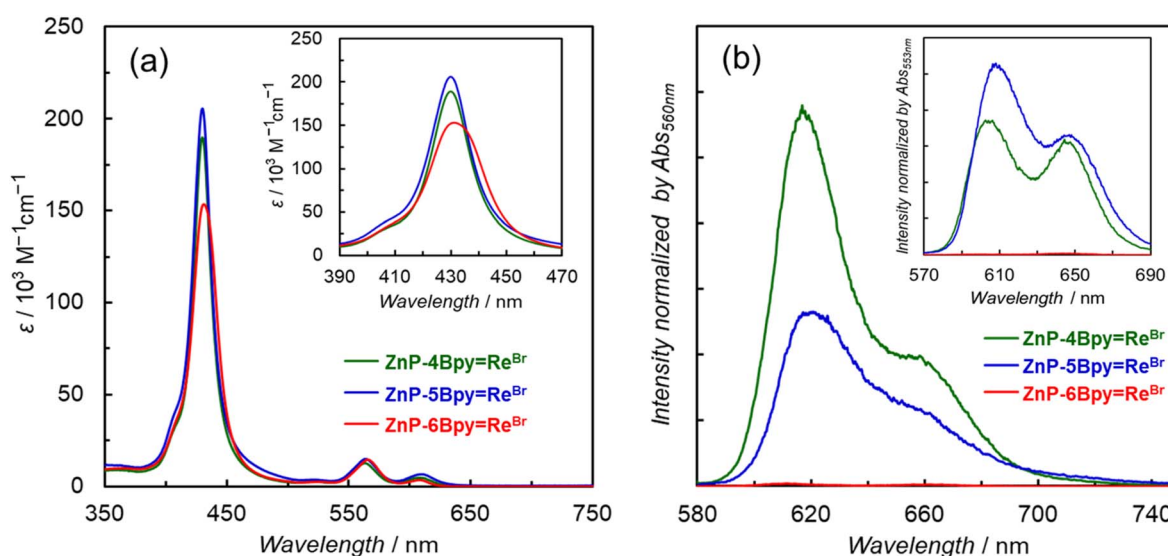 (a)
250
200
150
100
50
0
ε / 10³ M⁻¹cm⁻¹
350 450 550 650 750
Wavelength / nm
250
200
150
100
50
0
ε / 10³ M⁻¹cm⁻¹
390 410 430 450 470
Wavelength / nm
ZnP-4Bpy=Reᴮʳ
ZnP-5Bpy=Reᴮʳ
ZnP-6Bpy=Reᴮʳ
(b)
Intensity normalized by Abs560nm
580 620 660 700 740
Wavelength / nm
Intensity normalized by Abs553nm
570 610 650 690
Wavelength / nm
ZnP-4Bpy=Reᴮʳ
ZnP-5Bpy=Reᴮʳ
ZnP-6Bpy=Reᴮʳ